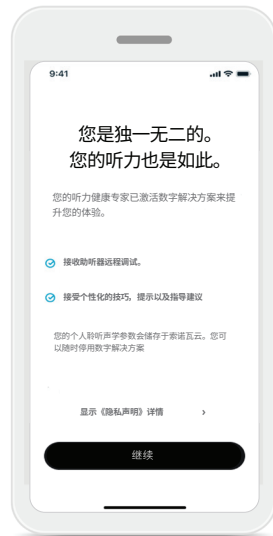 9:41
您是独一无二的。
您的听力也是如此。
您的听力健康专家已激活数字解决方案来提
升您的体验。
接收助听器远程调试。
接受个性化的技巧，提示以及指导建议
您的个人聆听声学参数会储存于索诺瓦云。您可
以随时停用数字解决方案
显示《隐私声明》详情 ›
继续